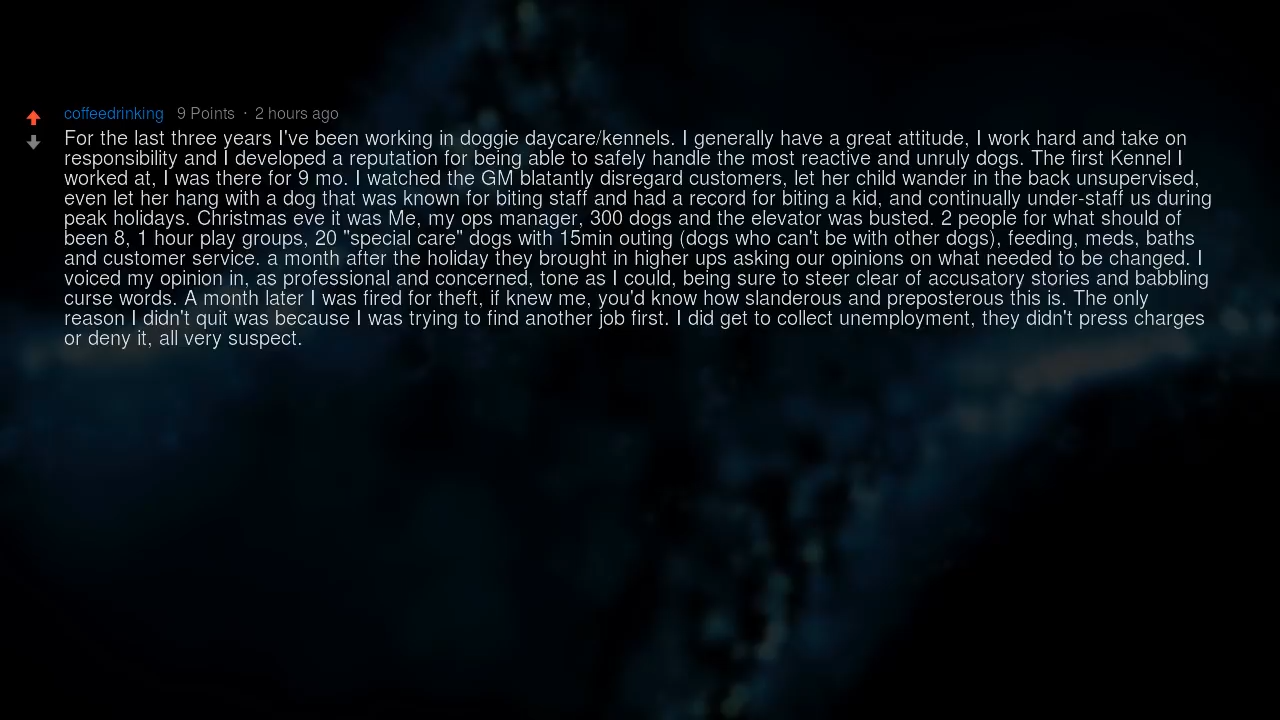 coffeedrinking 9 Points · 2 hours ago
For the last three years I've been working in doggie daycare/kennels. I generally have a great attitude, I work hard and take on
responsibility and I developed a reputation for being able to safely handle the most reactive and unruly dogs. The first Kennel I
worked at, I was there for 9 mo. I watched the GM blatantly disregard customers, let her child wander in the back unsupervised,
even let her hang with a dog that was known for biting staff and had a record for biting a kid, and continually under-staff us during
peak holidays. Christmas eve it was Me, my ops manager, 300 dogs and the elevator was busted. 2 people for what should of
been 8, 1 hour play groups, 20 "special care" dogs with 15min outing (dogs who can't be with other dogs), feeding, meds, baths
and customer service. a month after the holiday they brought in higher ups asking our opinions on what needed to be changed. I
voiced my opinion in, as professional and concerned, tone as I could, being sure to steer clear of accusatory stories and babbling
curse words. A month later I was fired for theft, if knew me, you'd know how slanderous and preposterous this is. The only
reason I didn't quit was because I was trying to find another job first. I did get to collect unemployment, they didn't press charges
or deny it, all very suspect.